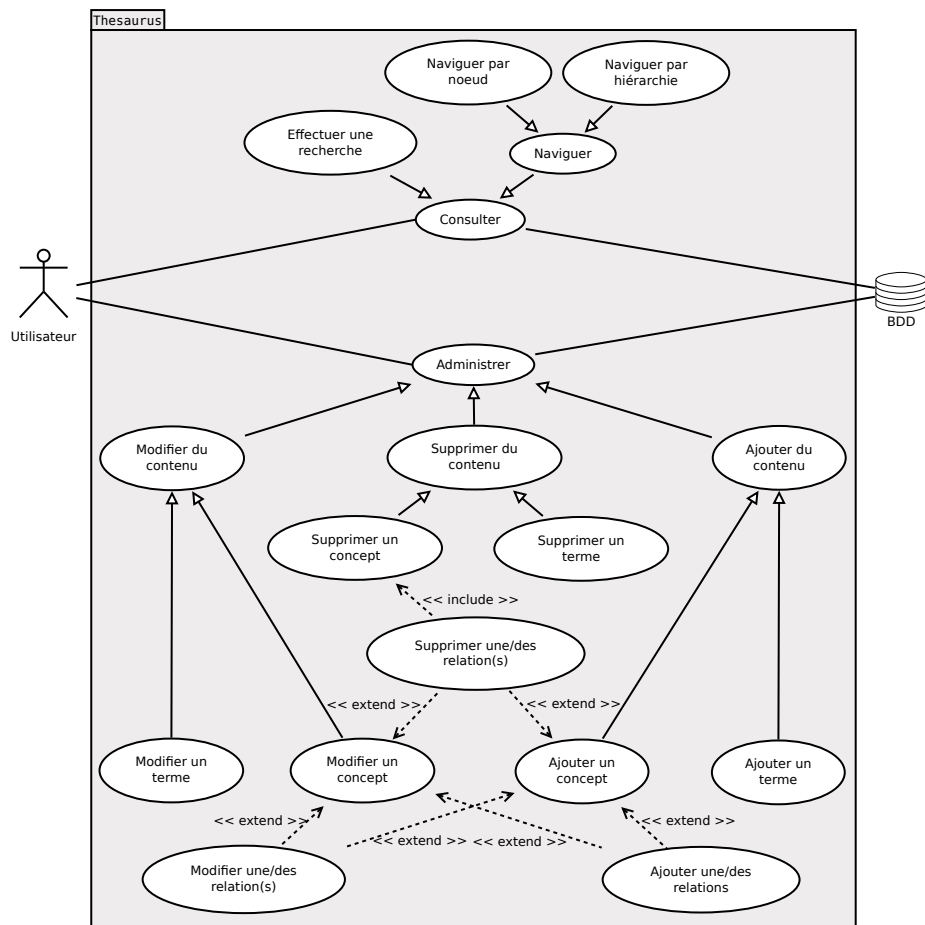 Thesaurus
Naviguer par
noeud
Naviguer par
hiérarchie
Effectuer une
recherche
Naviguer
Consulter
Utilisateur
BDD
Administrer
Modifier du
contenu
Supprimer du
contenu
Ajouter du
contenu
Supprimer un
concept
Supprimer un
terme
<< include >>
Supprimer une/des
relation(s)
<< extend >>
<< extend >>
Modifier un
terme
Modifier un
concept
Ajouter un
concept
Ajouter un
terme
<< extend >>
<< extend >>
<< extend >>
<< extend >>
Modifier une/des
relation(s)
Ajouter une/des
relations